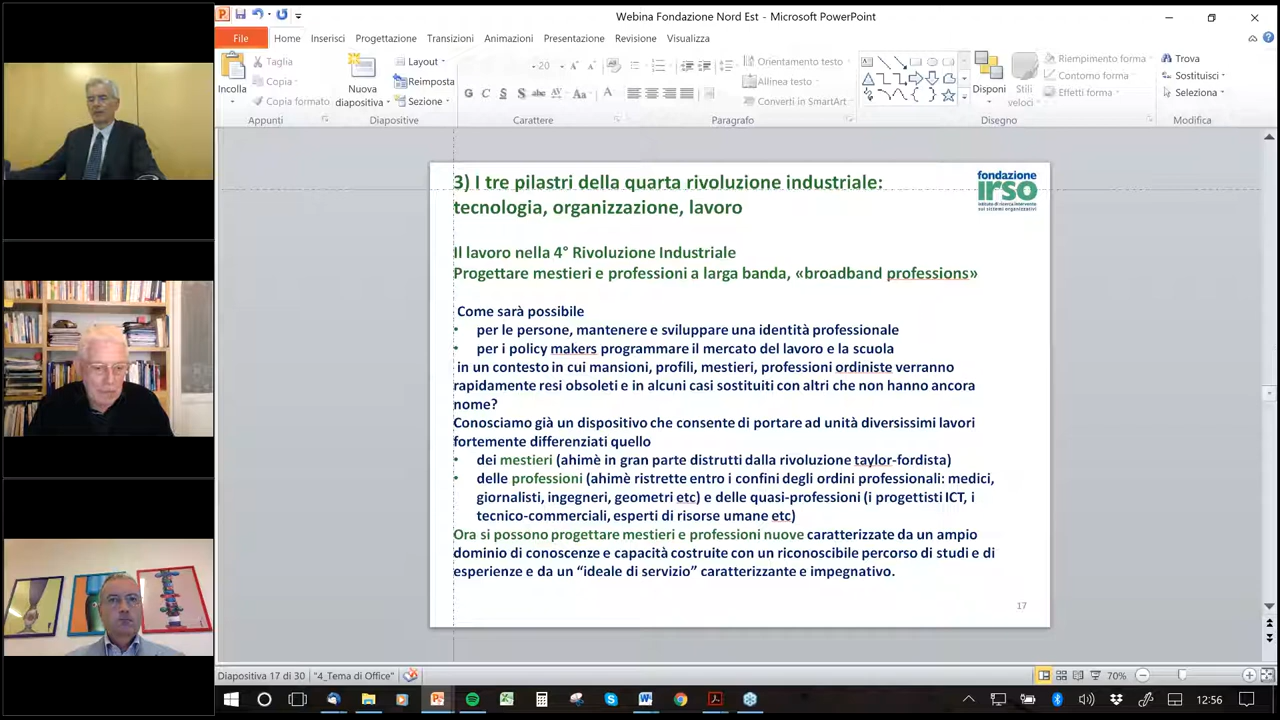 Webina Fondazione Nord Est - Microsoft PowerPoint
File Home Inserisci Progettazione Transizioni Animazioni Presentazione Revisione Visualizza
Incolla
Taglia
Copia
Copia formato
Appunti
Nuova
diapositiva
Layout
Reimposta
Sezione
Diapositive
20
G C S S abc AV Aa A
Carattere
Orientamento testo
Allinea testo
Converti in SmartArt
Paragrafo
Disponi
Stili
veloci
Riempimento forma
Contorno forma
Effetti forma
Disegno
Trova
Sostituisci
Seleziona
Modifica
3) I tre pilastri della quarta rivoluzione industriale:
tecnologia, organizzazione, lavoro
fondazione
irso
istituto di ricerca intervento
sui sistemi organizzativi
Il lavoro nella 4° Rivoluzione Industriale
Progettare mestieri e professioni a larga banda, «broadband professions»
Come sarà possibile
• per le persone, mantenere e sviluppare una identità professionale
• per i policy makers programmare il mercato del lavoro e la scuola
in un contesto in cui mansioni, profili, mestieri, professioni ordiniste verranno
rapidamente resi obsoleti e in alcuni casi sostituiti con altri che non hanno ancora
nome?
Conosciamo già un dispositivo che consente di portare ad unità diversissimi lavori
fortemente differenziati quello
• dei mestieri (ahimè in gran parte distrutti dalla rivoluzione taylor-fordista)
• delle professioni (ahimè ristrette entro i confini degli ordini professionali: medici,
giornalisti, ingegneri, geometri etc) e delle quasi-professioni (i progettisti ICT, i
tecnico-commerciali, esperti di risorse umane etc)
Ora si possono progettare mestieri e professioni nuove caratterizzate da un ampio
dominio di conoscenze e capacità costruite con un riconoscibile percorso di studi e di
esperienze e da un “ideale di servizio” caratterizzante e impegnativo.
17
Diapositiva 17 di 30 "4_Tema di Office" 70%
12:56